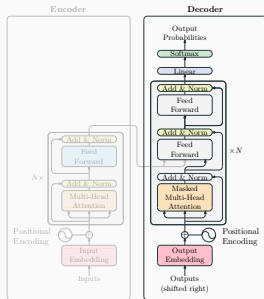 Encoder
Decoder
Output
Probabilities
Softmax
Linear
Add & Norm
Feed
Forward
Add & Norm
Feed
Forward
×N
Add & Norm
Masked
Multi-Head
Attention
Positional
Encoding
Output
Embedding
Outputs
(shifted right)
Add & Norm
Feed
Forward
N×
Add & Norm
Multi-Head
Attention
Positional
Encoding
Input
Embedding
Inputs